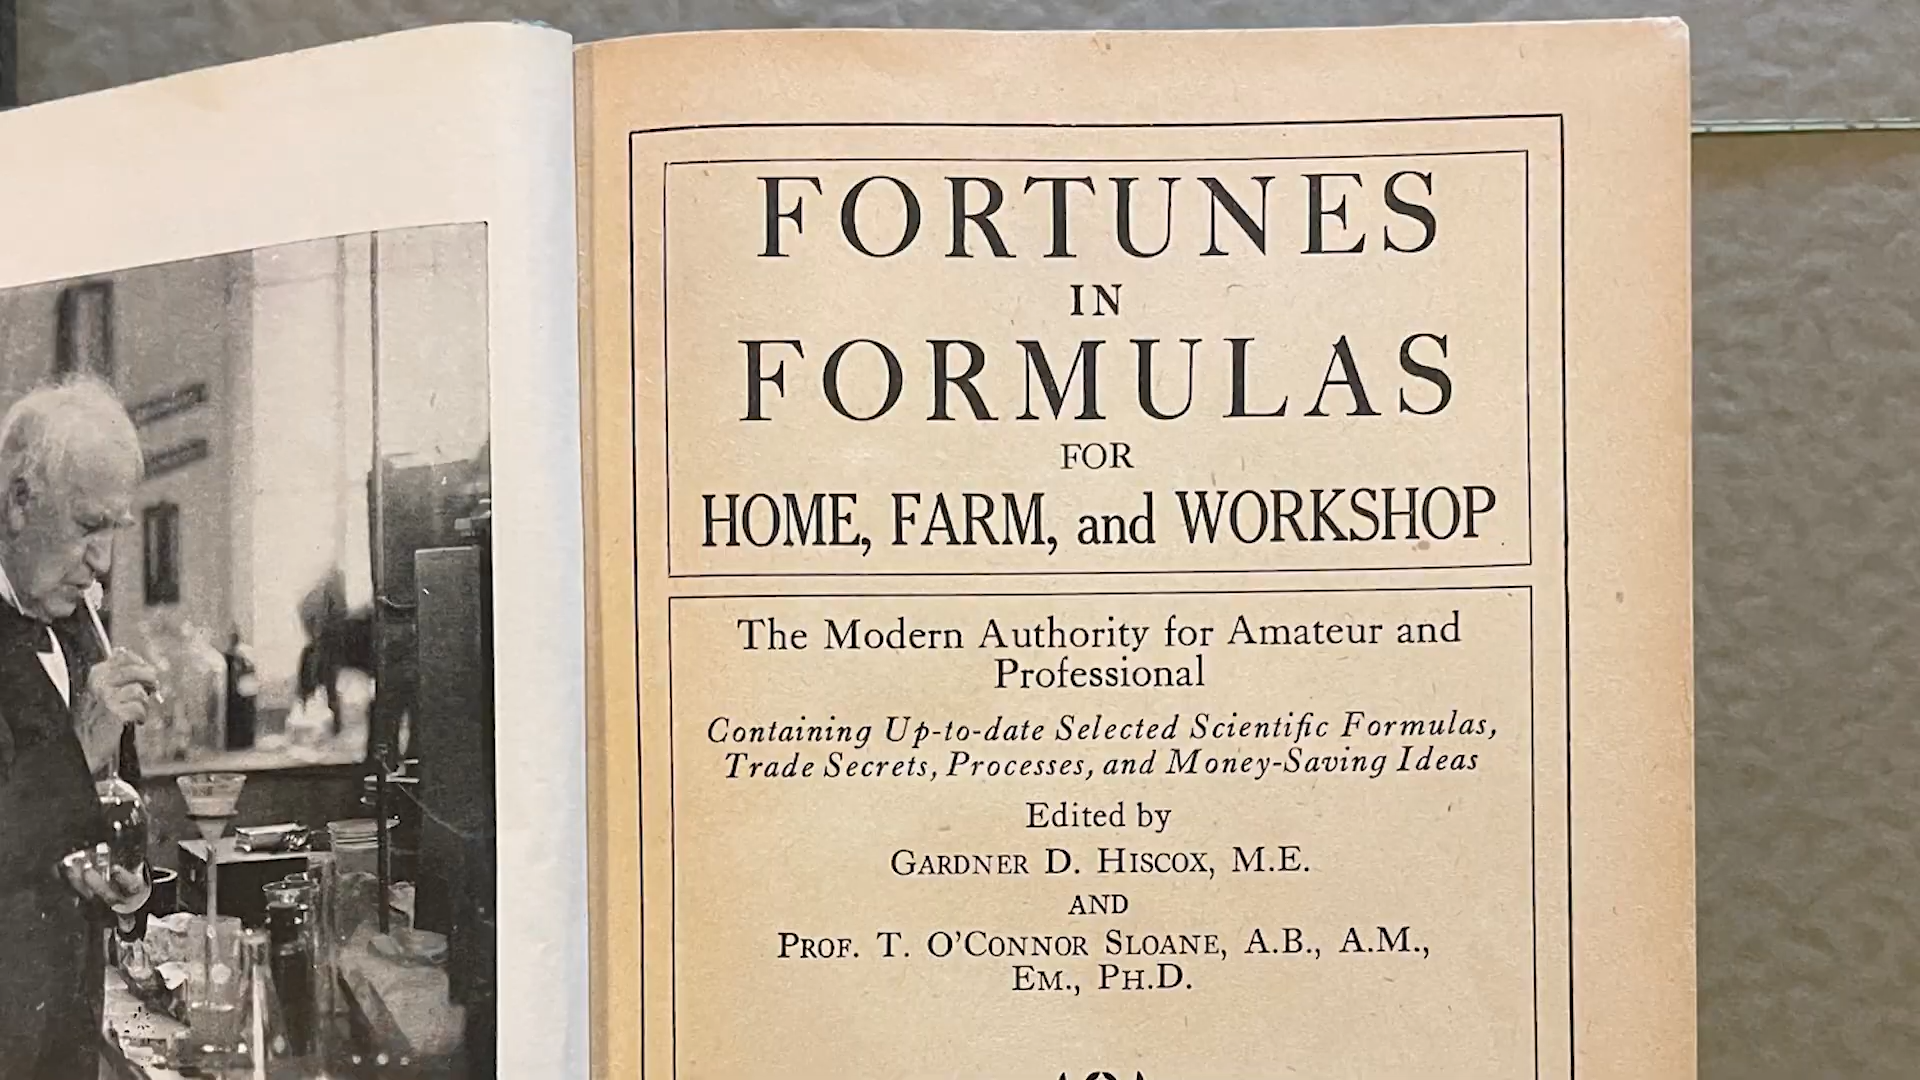 FORTUNES
IN
FORMULAS
FOR
HOME, FARM, and WORKSHOP
The Modern Authority for Amateur and
Professional
Containing Up-to-date Selected Scientific Formulas,
Trade Secrets, Processes, and Money-Saving Ideas
Edited by
GARDNER D. HISCOX, M.E.
AND
PROF. T. O'CONNOR SLOANE, A.B., A.M.,
EM., PH.D.